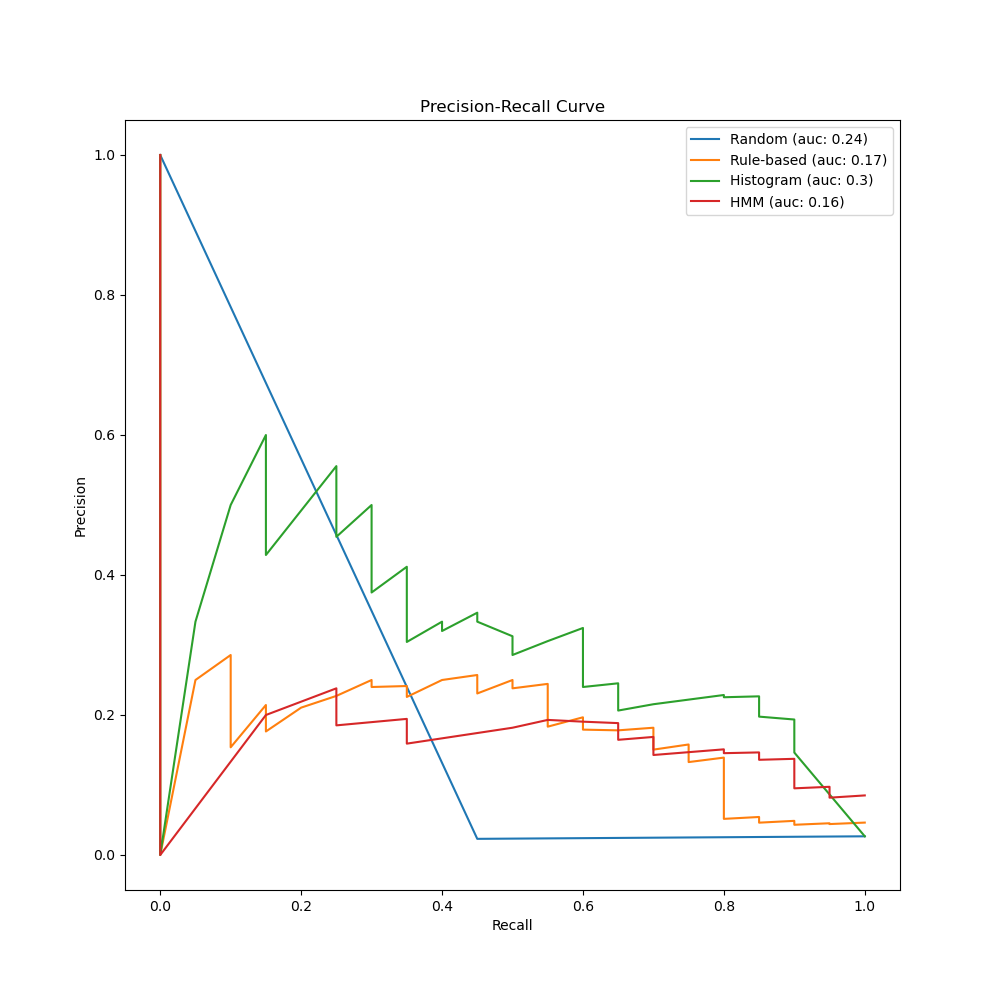 Precision-Recall Curve
Random (auc: 0.24)
Rule-based (auc: 0.17)
Histogram (auc: 0.3)
HMM (auc: 0.16)
Precision
1.0
0.8
0.6
0.4
0.2
0.0
0.0 0.2 0.4 0.6 0.8 1.0
Recall